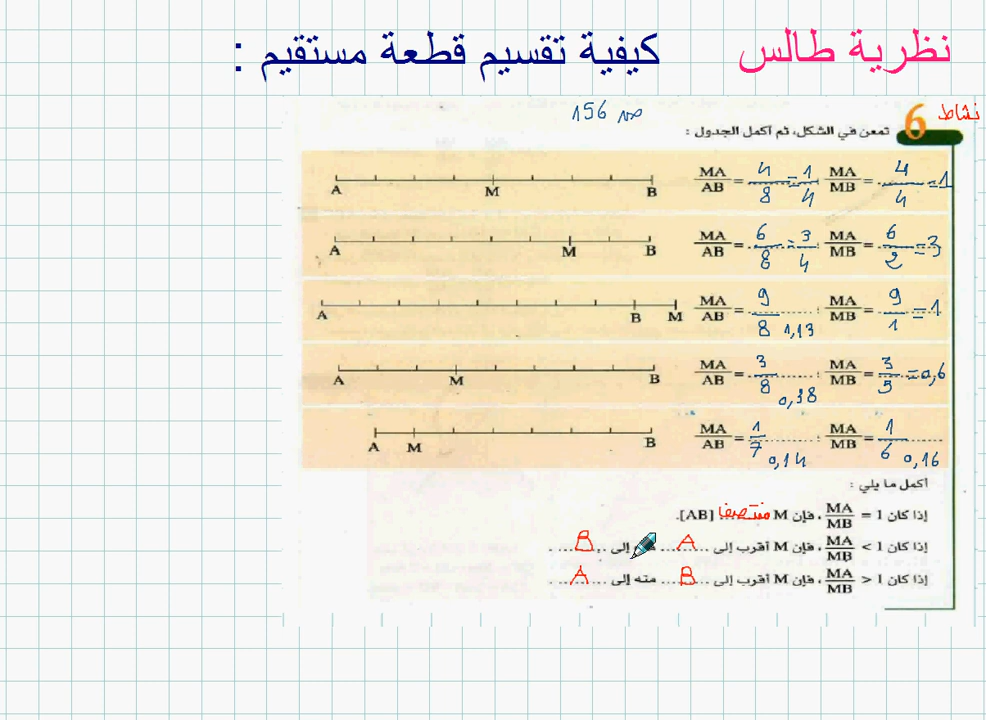 نظرية طالس كيفية تقسيم قطعة مستقيم :
نشاط 6 ص 156
تمعن في الشكل، ثم أكمل الجدول :
A M B MA/AB = 4/8 = 1/4 ; MA/MB = 4/4 = 1
A M B MA/AB = 6/8 = 3/4 ; MA/MB = 6/2 = 3
A B M MA/AB = 9/8 1,13 ; MA/MB = 9/1 = 1
A M B MA/AB = 3/8 0,38 ; MA/MB = 3/5 = 0,6
A M B MA/AB = 1/7 0,14 ; MA/MB = 1/6 0,16
أكمل ما يلي :
إذا كان MA/MB = 1 ، فإن M منتصف [AB].
إذا كان MA/MB < 1 ، فإن M أقرب إلى A إلى B
إذا كان MA/MB > 1 ، فإن M أقرب إلى B منه إلى A